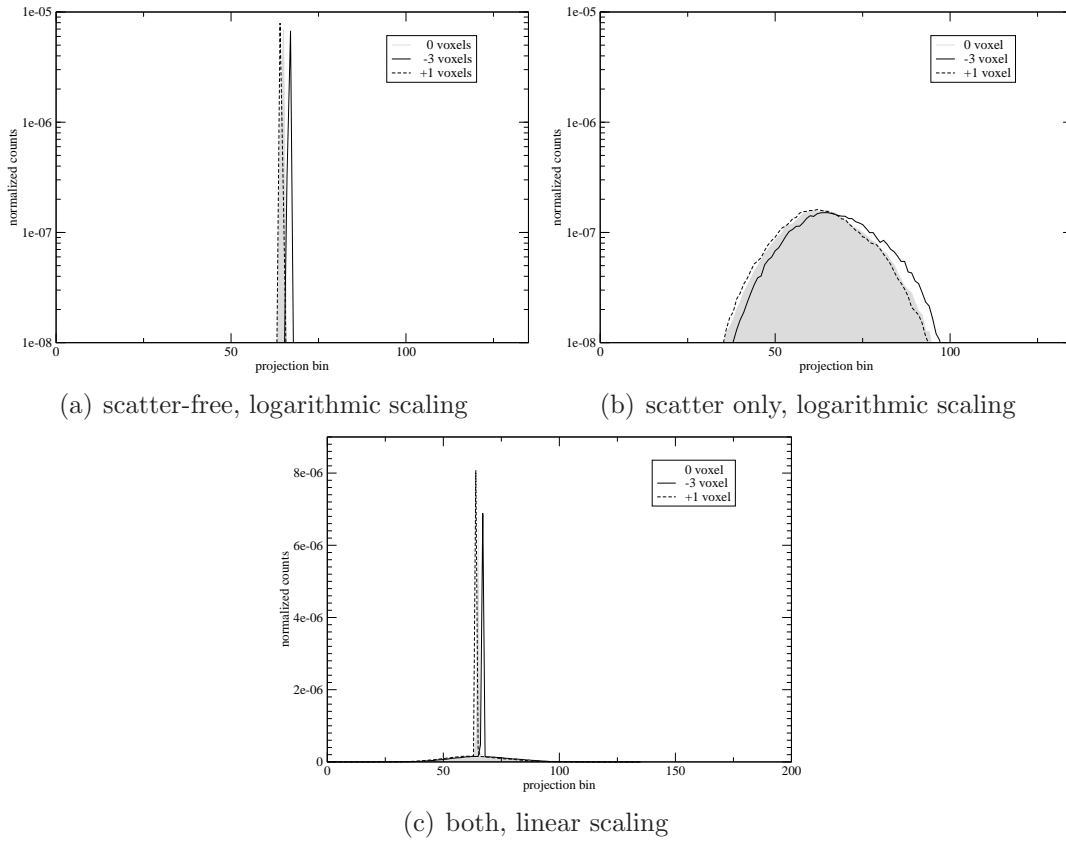 1e-05
1e-06
1e-07
1e-08
normalized counts
0 voxels
-3 voxels
+1 voxels
0
50
100
projection bin
(a) scatter-free, logarithmic scaling
1e-05
1e-06
1e-07
1e-08
normalized counts
0 voxel
-3 voxel
+1 voxel
0
50
100
projection bin
(b) scatter only, logarithmic scaling
8e-06
6e-06
4e-06
2e-06
0
normalized counts
0 voxel
-3 voxel
+1 voxel
0
50
100
150
200
projection bin
(c) both, linear scaling